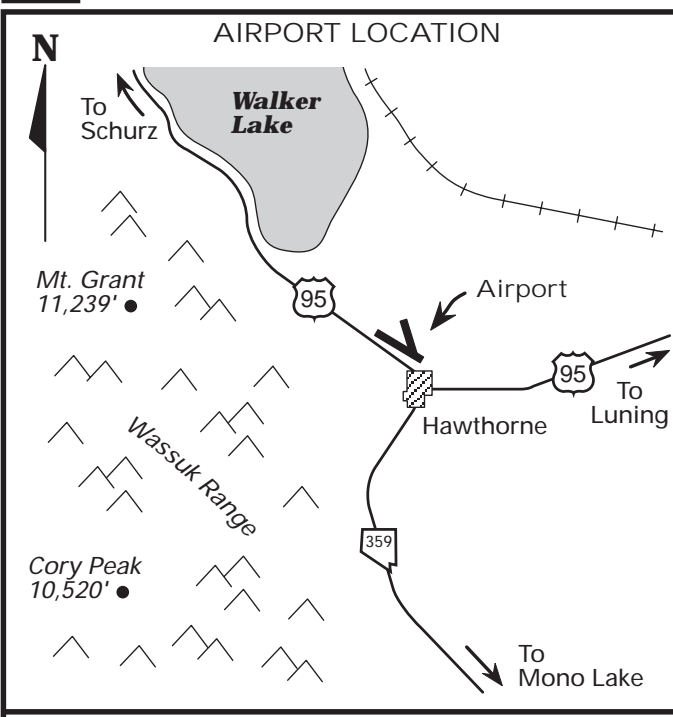 AIRPORT LOCATION
N
To
Schurz
Walker
Lake
Mt. Grant
11,239'
95
Airport
95
To
Luning
Hawthorne
Wassuk Range
359
Cory Peak
10,520'
To
Mono Lake